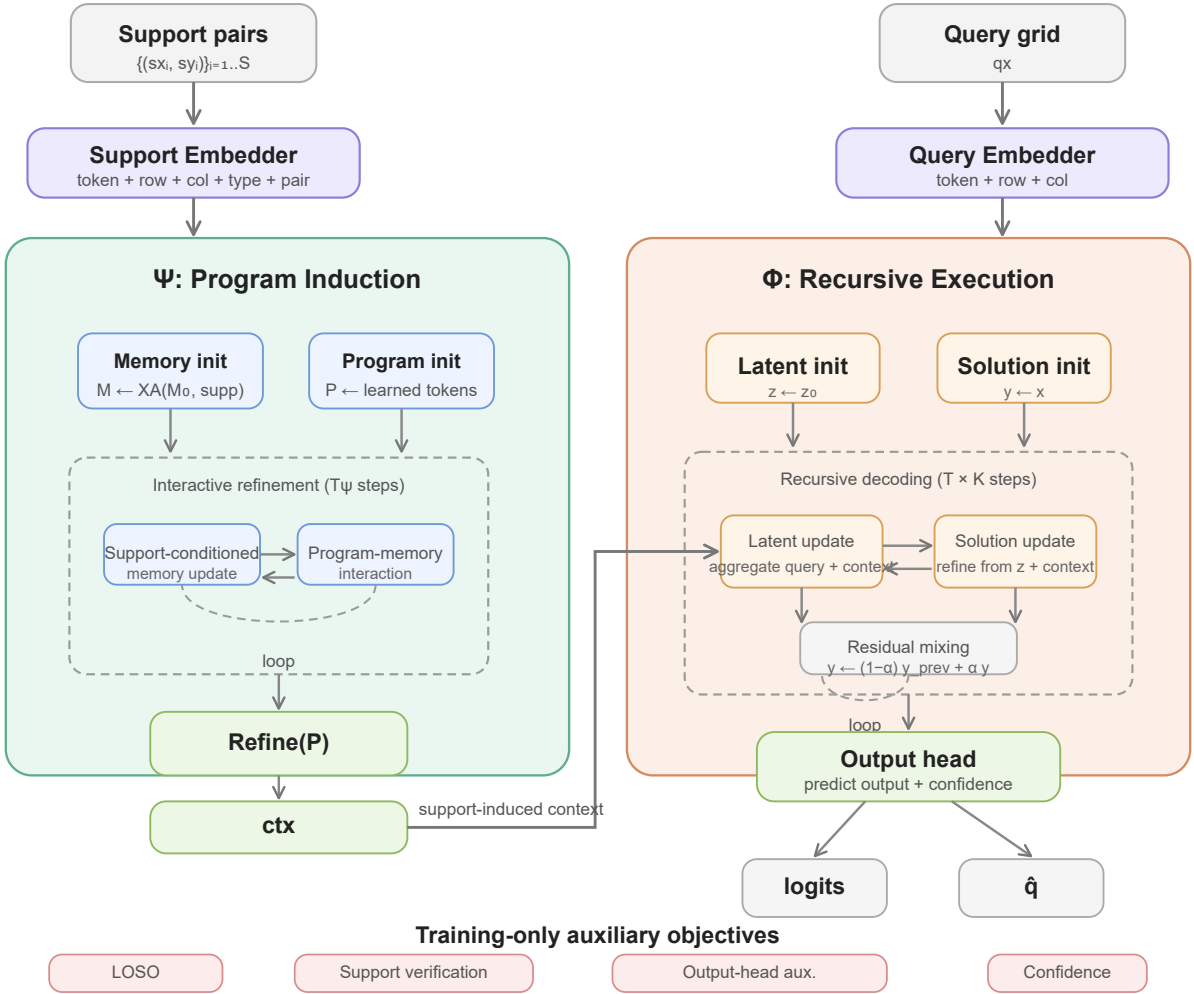 Support pairs
{(sxᵢ, syᵢ)}ᵢ₌₁..S
Query grid
qx
Support Embedder
token + row + col + type + pair
Query Embedder
token + row + col
Ψ: Program Induction
Memory init
M ← XA(M₀, supp)
Program init
P ← learned tokens
Interactive refinement (Tψ steps)
Support-conditioned
memory update
Program-memory
interaction
loop
Refine(P)
ctx
support-induced context
Φ: Recursive Execution
Latent init
z ← z₀
Solution init
y ← x
Recursive decoding (T × K steps)
Latent update
aggregate query + context
Solution update
refine from z + context
Residual mixing
y ← (1−α) y_prev + α y
loop
Output head
predict output + confidence
logits
q̂
Training-only auxiliary objectives
LOSO
Support verification
Output-head aux.
Confidence